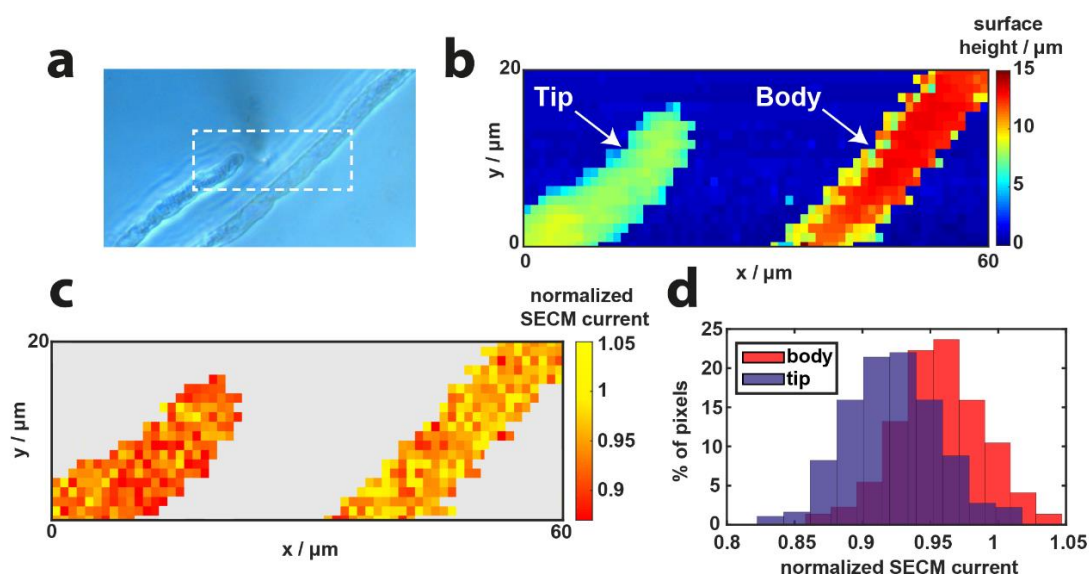 a
b
surface
height / µm
20
y / µm
0
Tip
Body
0
x / µm
60
15
10
5
0
c
normalized
SECM current
20
y / µm
0
0
x / µm
60
1.05
1
0.95
0.9
d
25
20
15
10
5
0
% of pixels
body
tip
0.8
0.85
0.9
0.95
1
1.05
normalized SECM current